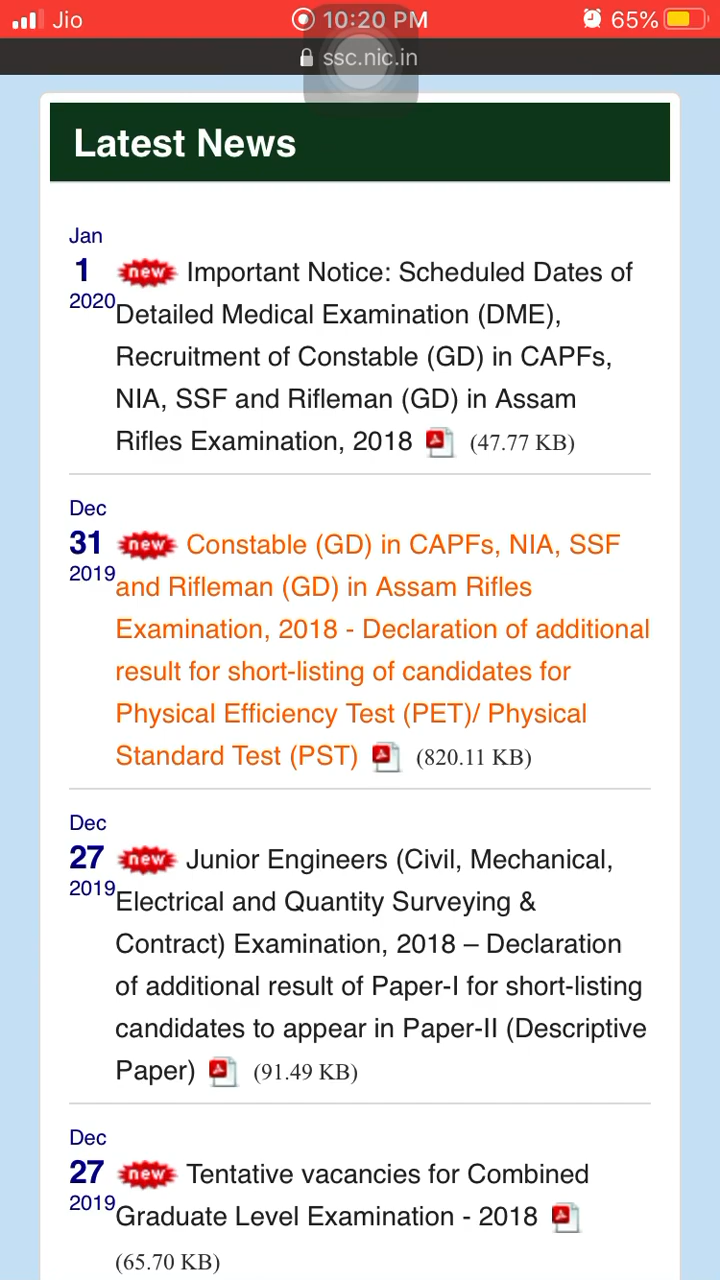 Jio 10:20 PM 65%
ssc.nic.in
Latest News
Jan
1 new Important Notice: Scheduled Dates of
2020
Detailed Medical Examination (DME),
Recruitment of Constable (GD) in CAPFs,
NIA, SSF and Rifleman (GD) in Assam
Rifles Examination, 2018 (47.77 KB)
Dec
31 new Constable (GD) in CAPFs, NIA, SSF
2019
and Rifleman (GD) in Assam Rifles
Examination, 2018 - Declaration of additional
result for short-listing of candidates for
Physical Efficiency Test (PET)/ Physical
Standard Test (PST) (820.11 KB)
Dec
27 new Junior Engineers (Civil, Mechanical,
2019
Electrical and Quantity Surveying &
Contract) Examination, 2018 – Declaration
of additional result of Paper-I for short-listing
candidates to appear in Paper-II (Descriptive
Paper) (91.49 KB)
Dec
27 new Tentative vacancies for Combined
2019
Graduate Level Examination - 2018
(65.70 KB)